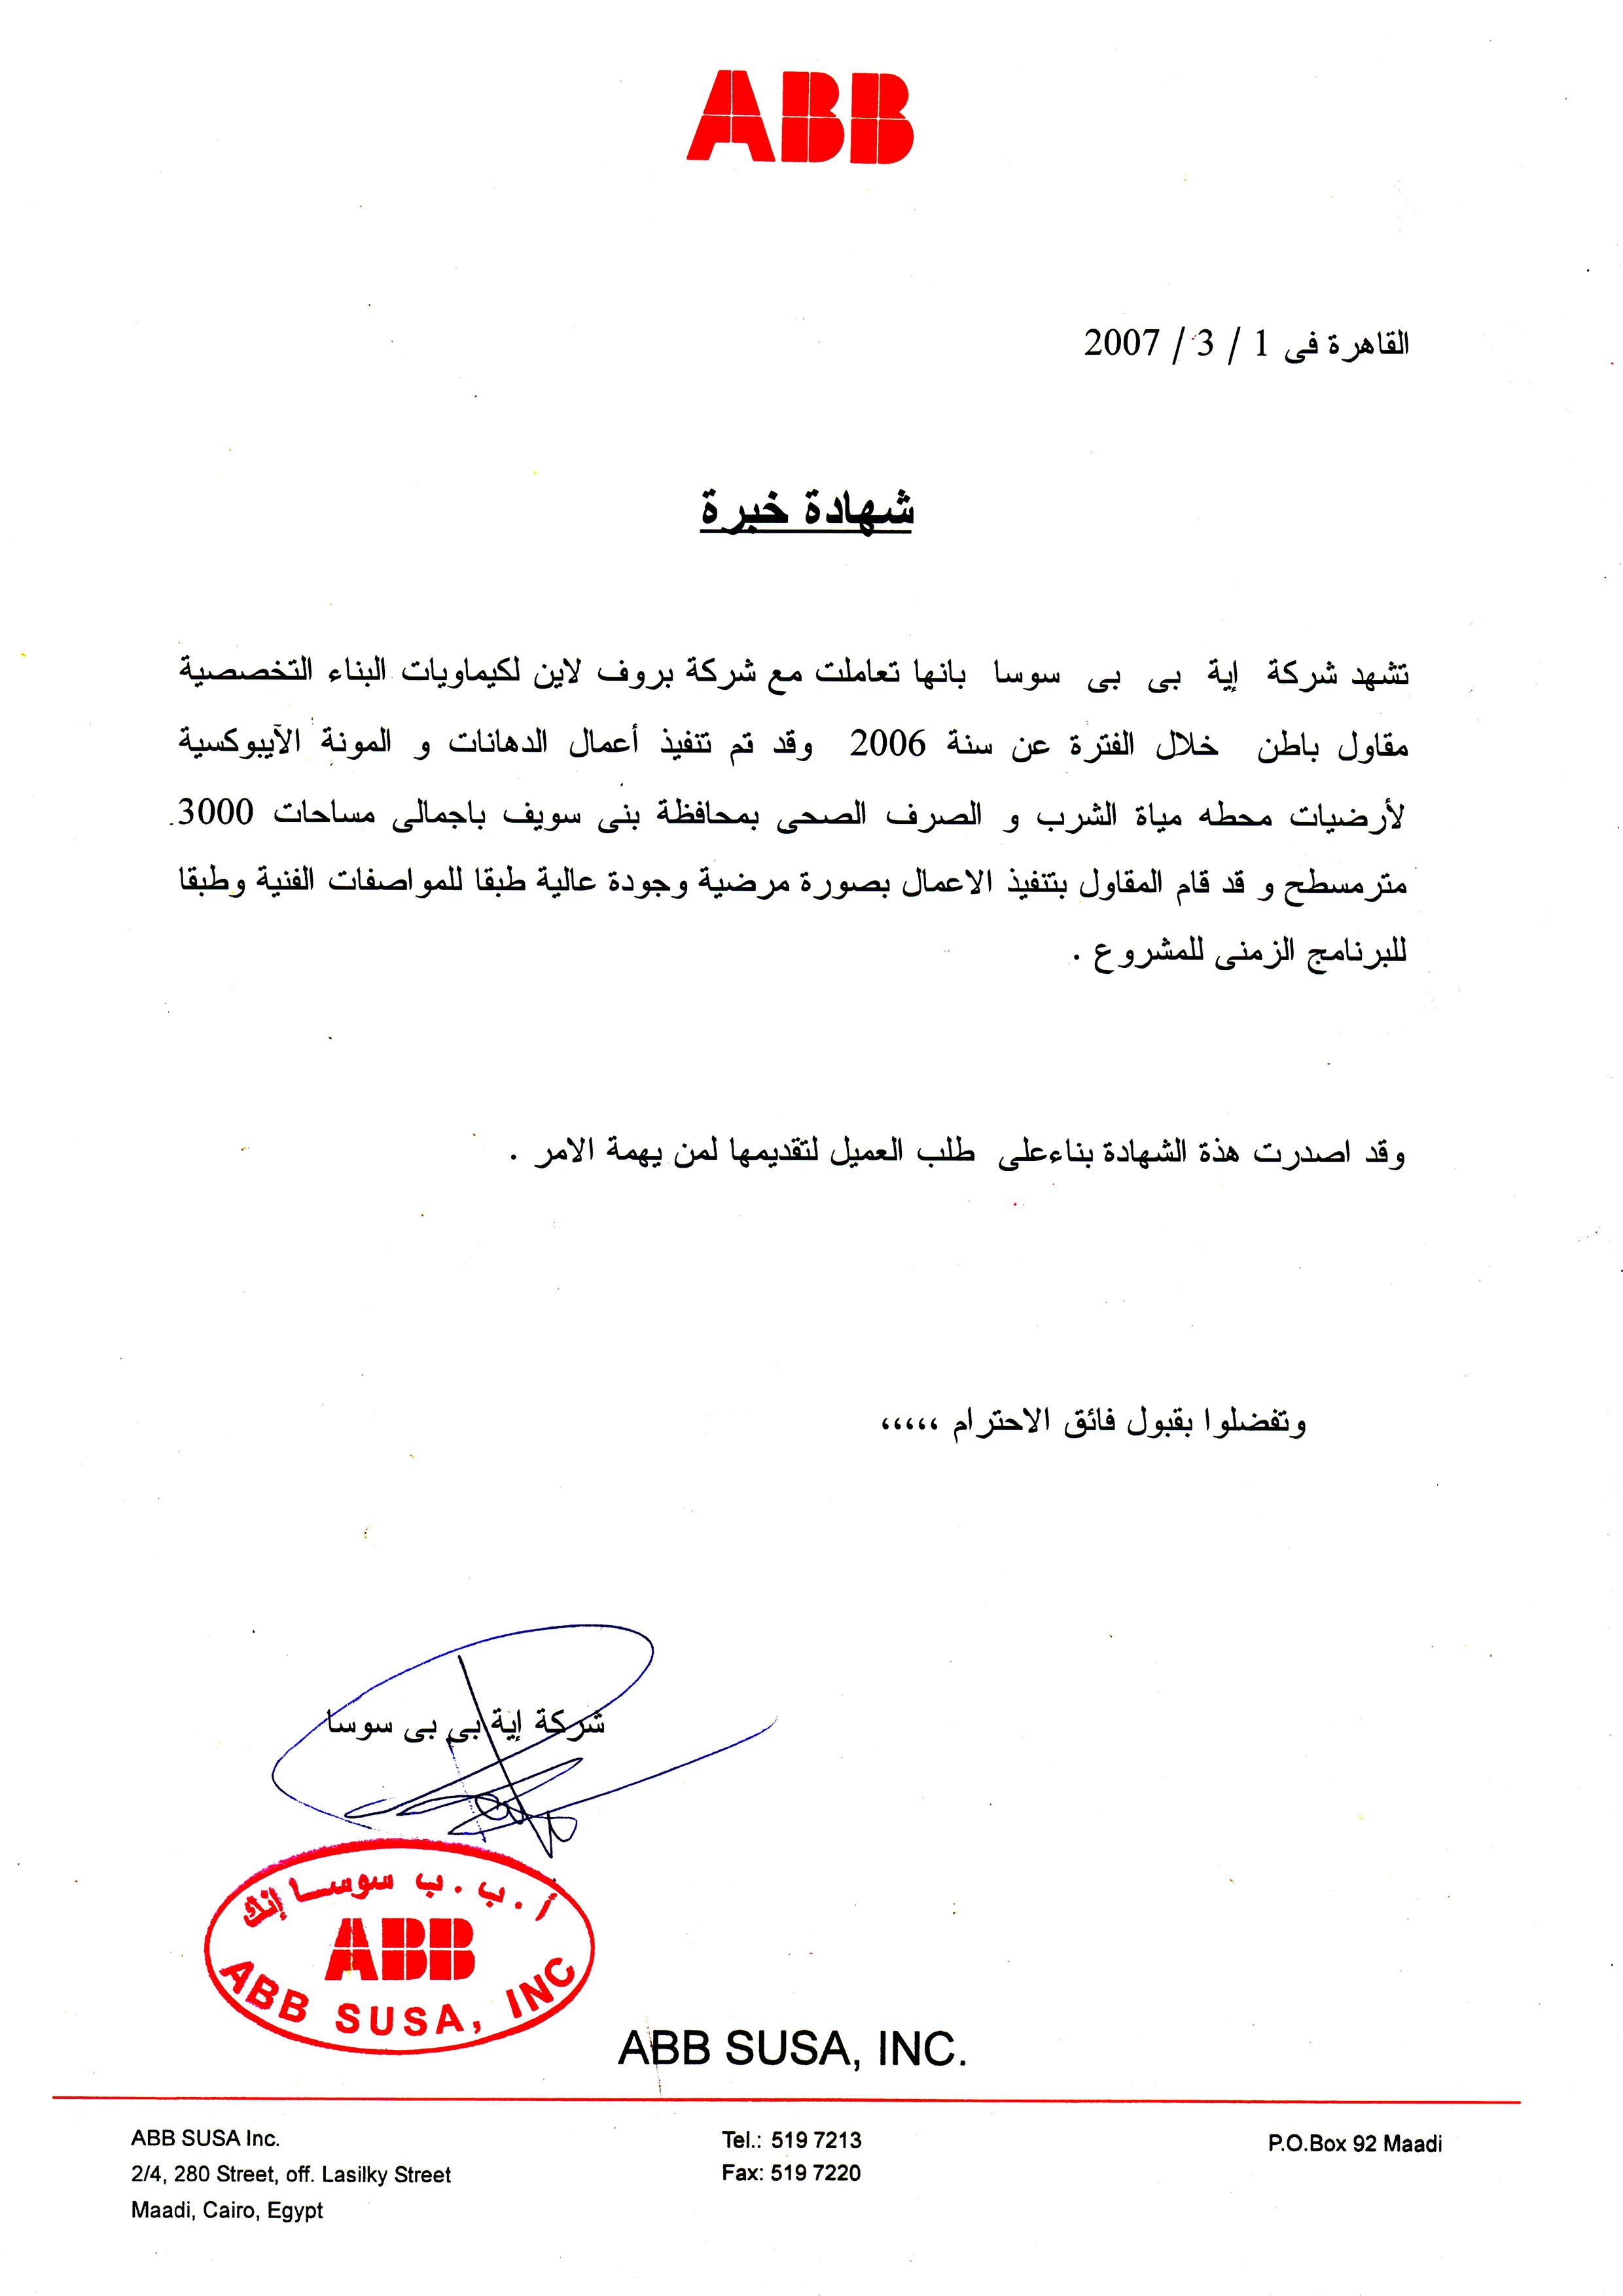 ABB
القاهرة فى 1 / 3 / 2007
شهادة خبرة
تشهد شركة إية بى بى سوسا بانها تعاملت مع شركة بروف لاين لكيماويات البناء التخصصية
مقاول باطن خلال الفترة عن سنة 2006 وقد تم تنفيذ أعمال الدهانات و المونة الآيبوكسية
لأرضيات محطه مياة الشرب و الصرف الصحى بمحافظة بنى سويف باجمالى مساحات 3000
مترمسطح و قد قام المقاول بتنفيذ الاعمال بصورة مرضية وجودة عالية طبقا للمواصفات الفنية وطبقا
للبرنامج الزمنى للمشروع .
وقد اصدرت هذة الشهادة بناءعلى طلب العميل لتقديمها لمن يهمة الامر .
وتفضلوا بقبول فائق الاحترام ،،،،،
شركة إية بى بى سوسا
أ . ب . ب سوسا إنك
ABB
ABB SUSA, INC
ABB SUSA, INC.
ABB SUSA Inc.
2/4, 280 Street, off. Lasilky Street
Maadi, Cairo, Egypt
Tel.: 519 7213
Fax: 519 7220
P.O.Box 92 Maadi